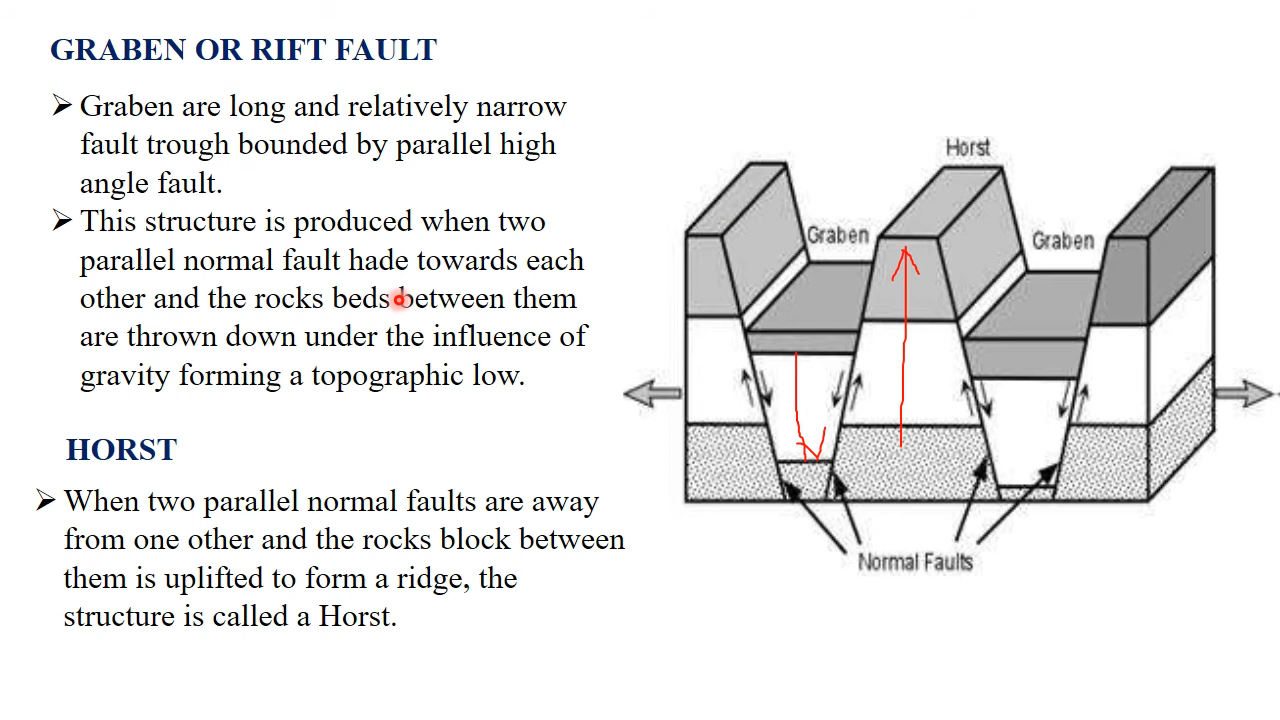 GRABEN OR RIFT FAULT
➢ Graben are long and relatively narrow
fault trough bounded by parallel high
angle fault.
➢ This structure is produced when two
parallel normal fault hade towards each
other and the rocks beds between them
are thrown down under the influence of
gravity forming a topographic low.
HORST
➢ When two parallel normal faults are away
from one other and the rocks block between
them is uplifted to form a ridge, the
structure is called a Horst.
Horst
Graben
Graben
Normal Faults